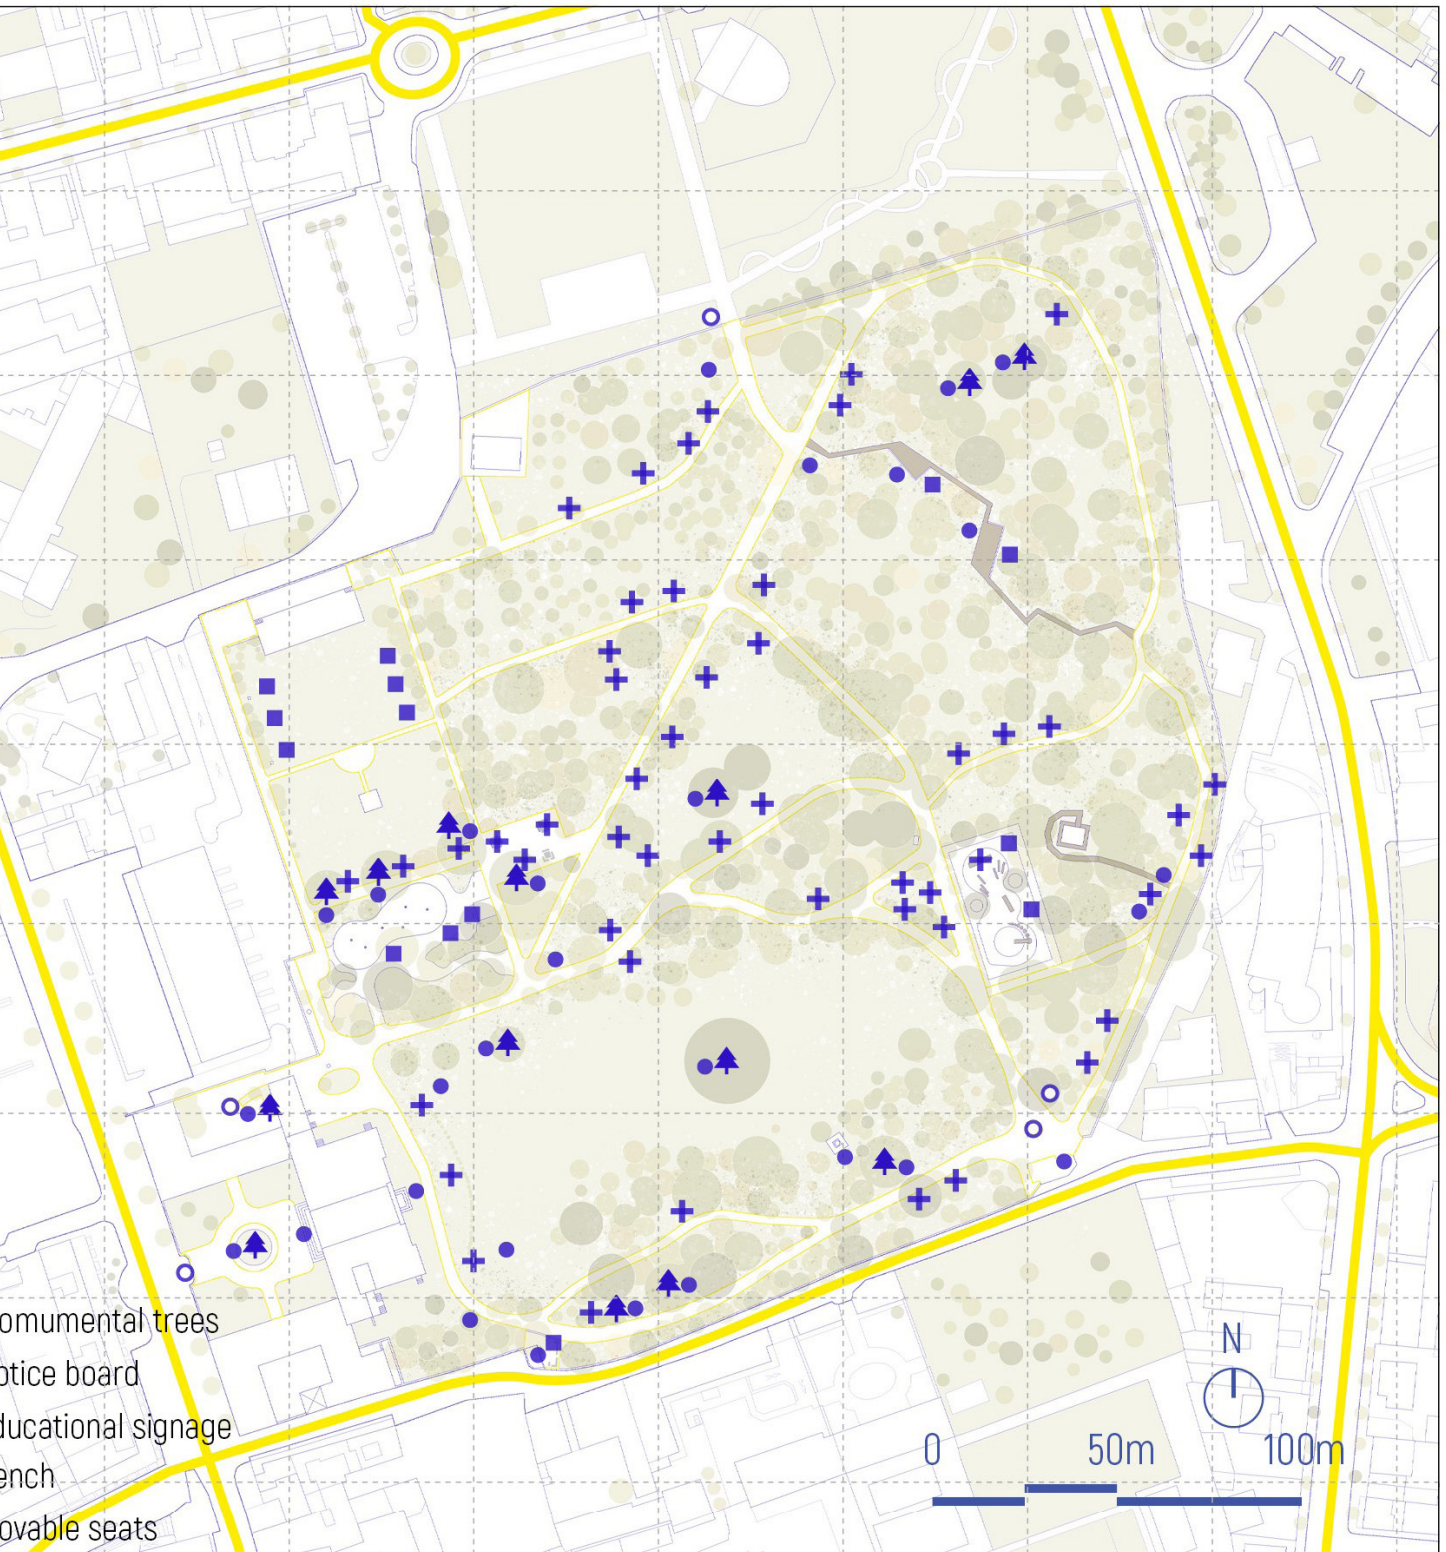 omumental trees
otice board
ducational signage
ench
ovable seats
N
0 50m 100m